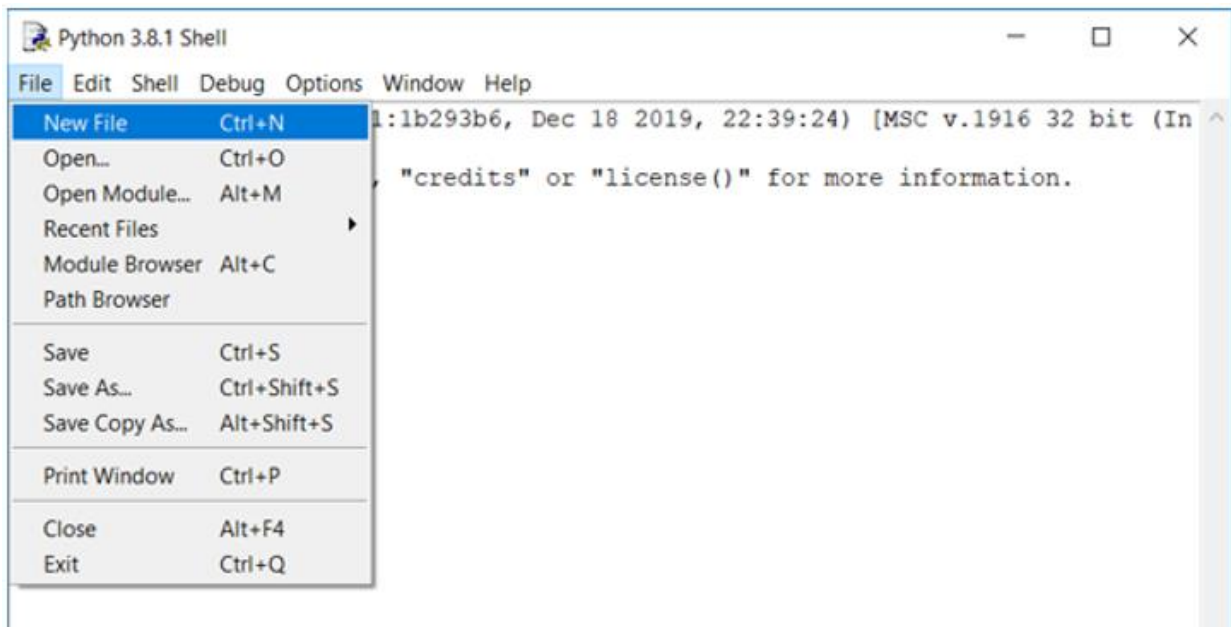 Python 3.8.1 Shell
File Edit Shell Debug Options Window Help
New File Ctrl+N
1:1b293b6, Dec 18 2019, 22:39:24) [MSC v.1916 32 bit (In
Open... Ctrl+O
, "credits" or "license()" for more information.
Open Module... Alt+M
Recent Files
Module Browser Alt+C
Path Browser
Save Ctrl+S
Save As... Ctrl+Shift+S
Save Copy As... Alt+Shift+S
Print Window Ctrl+P
Close Alt+F4
Exit Ctrl+Q